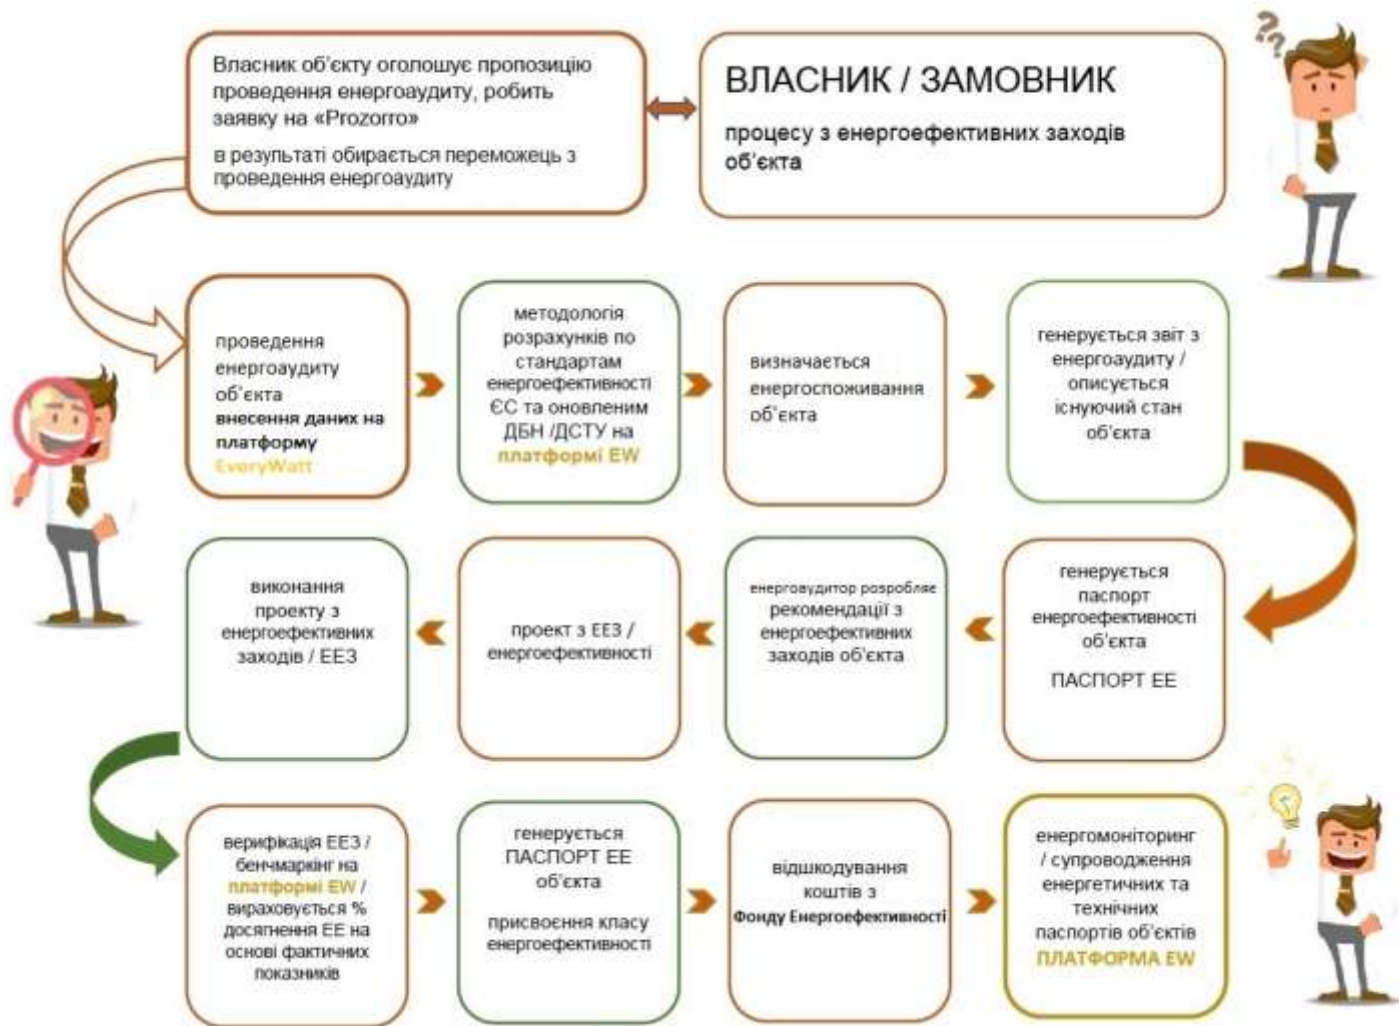 Власник об'єкту оголошує пропозицію
проведення енергоаудиту, робить
заявку на «Prozorro»
в результаті обирається переможець з
проведення енергоаудиту
ВЛАСНИК / ЗАМОВНИК
процесу з енергоефективних заходів
об'єкта
??
проведення
енергоаудиту
об'єкта
внесення даних на
платформу
EveryWatt
методологія
розрахунків по
стандартам
енергоефективності
ЄС та оновленим
ДБН /ДСТУ на
платформі EW
визначається
енергоспоживання
об'єкта
генерується звіт з
енергоаудиту /
описується
існуючий стан
об'єкта
виконання
проекту з
енергоефективних
заходів / ЕЕЗ
проект з ЕЕЗ /
енергоефективності
енерговудитор розробляє
рекомендації з
енергоефективних
заходів об'єкта
генерується
паспорт
енергоефективності
об'єкта
ПАСПОРТ ЕЕ
верифікація ЕЕЗ /
бенчмаркінг на
платформі EW /
вираховується %
досягнення ЕЕ на
основі фактичних
показників
генерується
ПАСПОРТ ЕЕ
об'єкта
присвоєння класу
енергоефективності
відшкодування
коштів з
Фонду Енергоефективності
енергомоніторинг
/ супроводження
енергетичних та
технічних
паспортів об'єктів
ПЛАТФОРМА EW